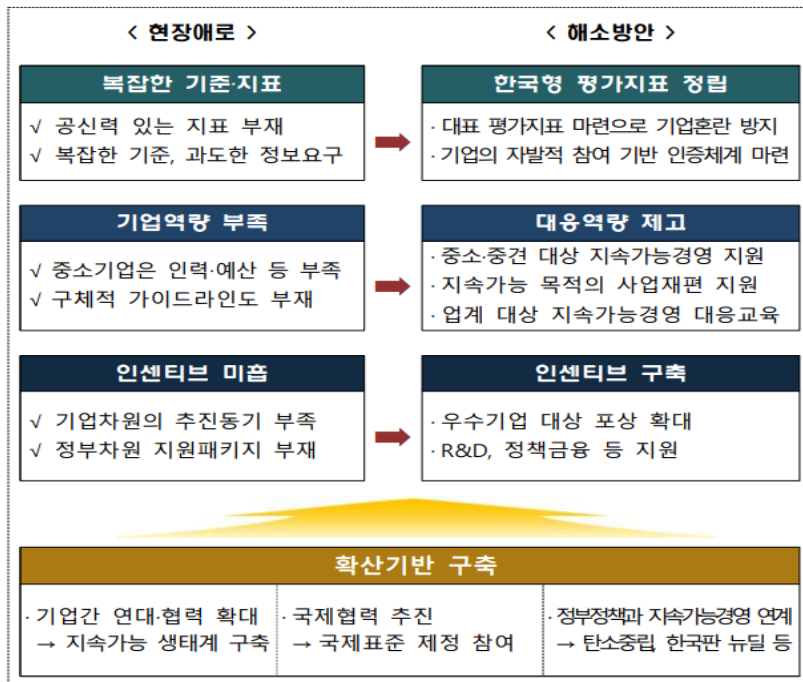 < 현장애로 >
< 해소방안 >
복잡한 기준·지표
√ 공신력 있는 지표 부재
√ 복잡한 기준, 과도한 정보요구
한국형 평가지표 정립
· 대표 평가지표 마련으로 기업혼란 방지
· 기업의 자발적 참여 기반 인증체계 마련
기업역량 부족
√ 중소기업은 인력·예산 등 부족
√ 구체적 가이드라인도 부재
대응역량 제고
· 중소·중견 대상 지속가능경영 지원
· 지속가능 목적의 사업재편 지원
· 업계 대상 지속가능경영 대응교육
인센티브 미흡
√ 기업차원의 추진동기 부족
√ 정부차원 지원패키지 부재
인센티브 구축
· 우수기업 대상 포상 확대
· R&D, 정책금융 등 지원
확산기반 구축
· 기업간 연대·협력 확대
→ 지속가능 생태계 구축
· 국제협력 추진
→ 국제표준 제정 참여
· 정부정책과 지속가능경영 연계
→ 탄소중립, 한국판 뉴딜 등